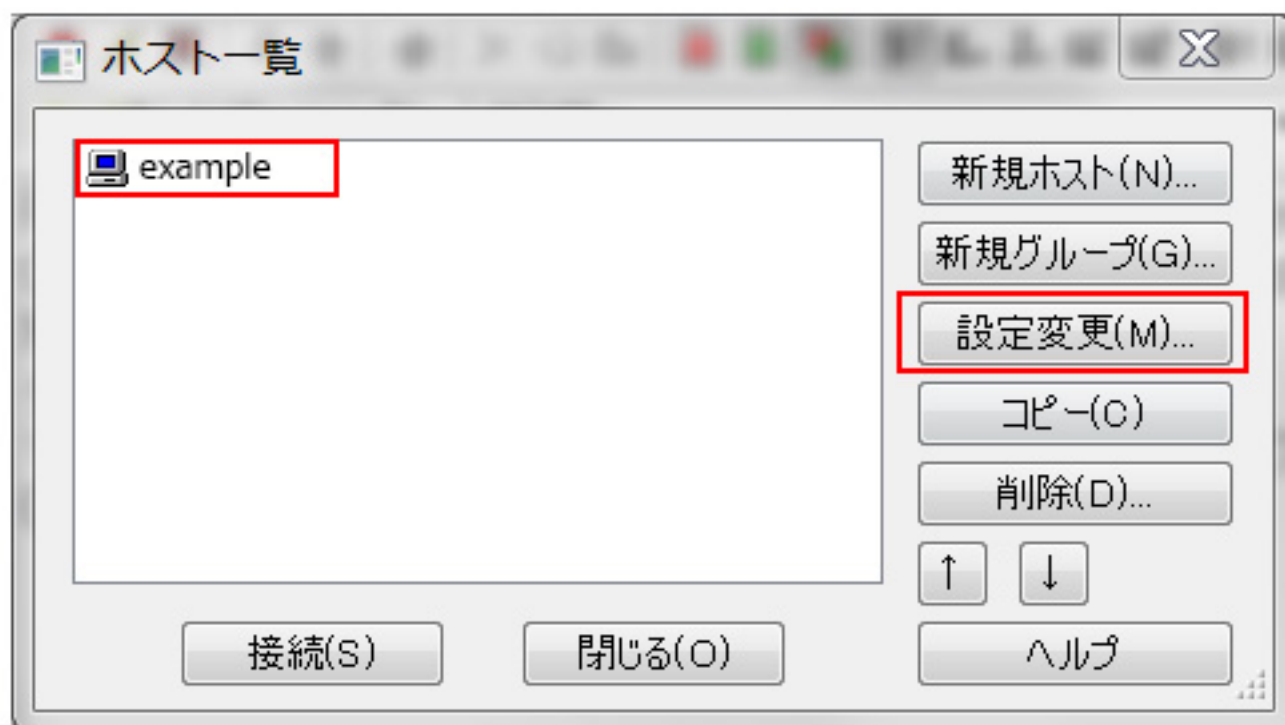 ホスト一覧
example
新規ホスト(N)...
新規グループ(G)...
設定変更(M)...
コピー(C)
削除(D)...
↑ ↓
接続(S) 閉じる(O) ヘルプ